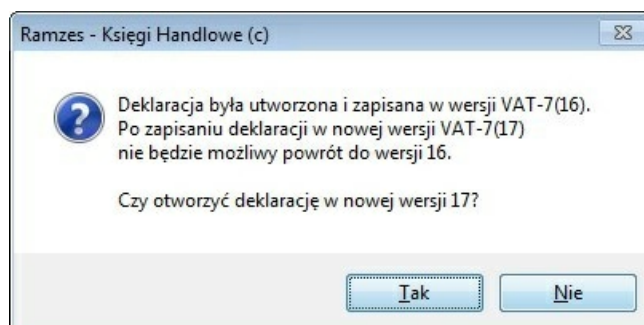 Ramzes - Księgi Handlowe (c)
Deklaracja była utworzona i zapisana w wersji VAT-7(16).
Po zapisaniu deklaracji w nowej wersji VAT-7(17)
nie będzie możliwy powrót do wersji 16.
Czy otworzyć deklarację w nowej wersji 17?
Tak
Nie